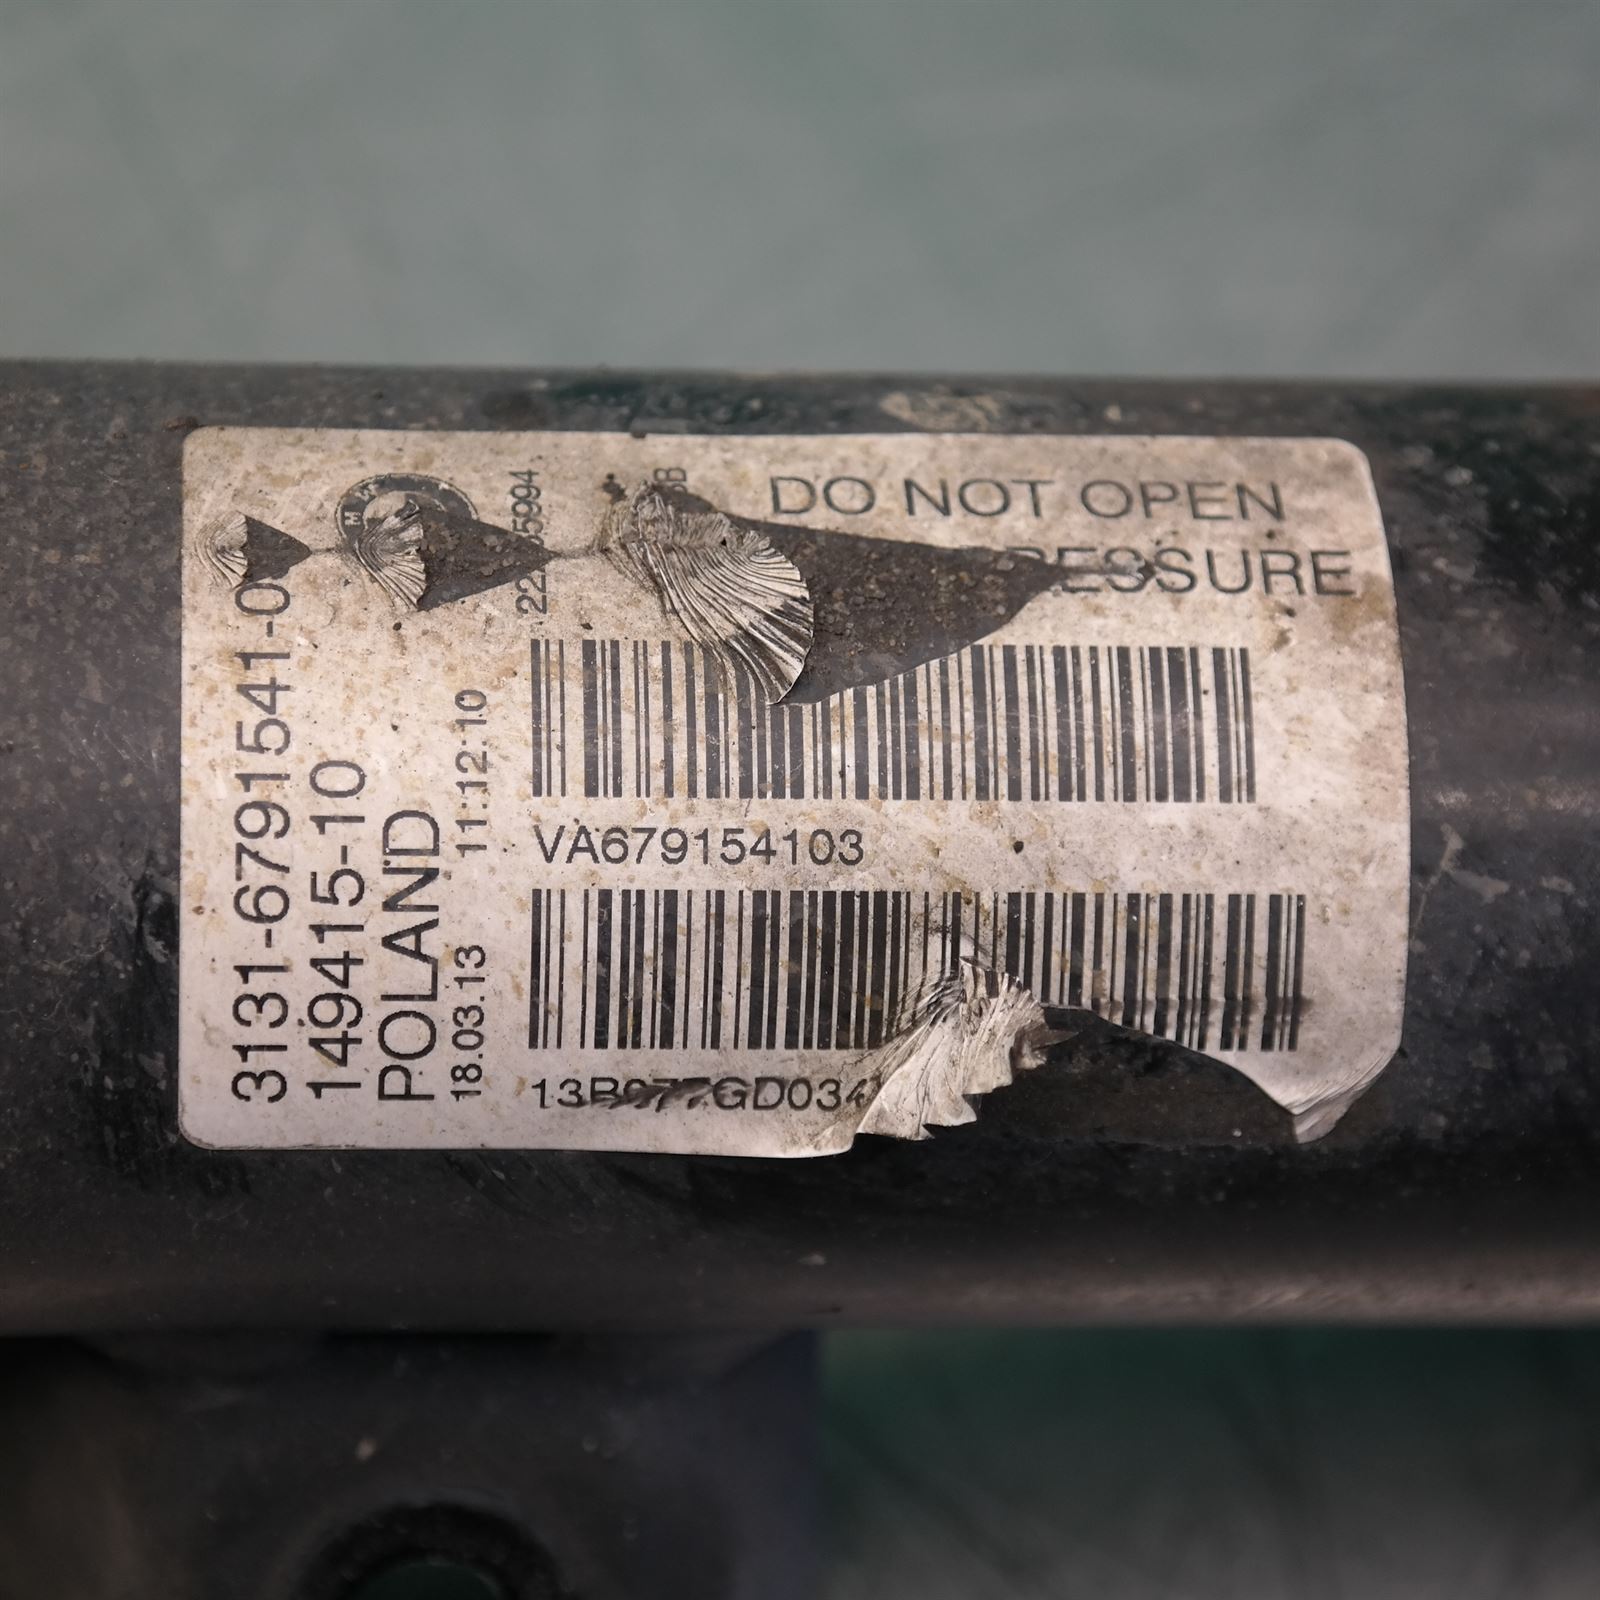 3131-6791541-0
149415-10
POLAND
18.03.13 11:12:10
DO NOT OPEN
VA679154103